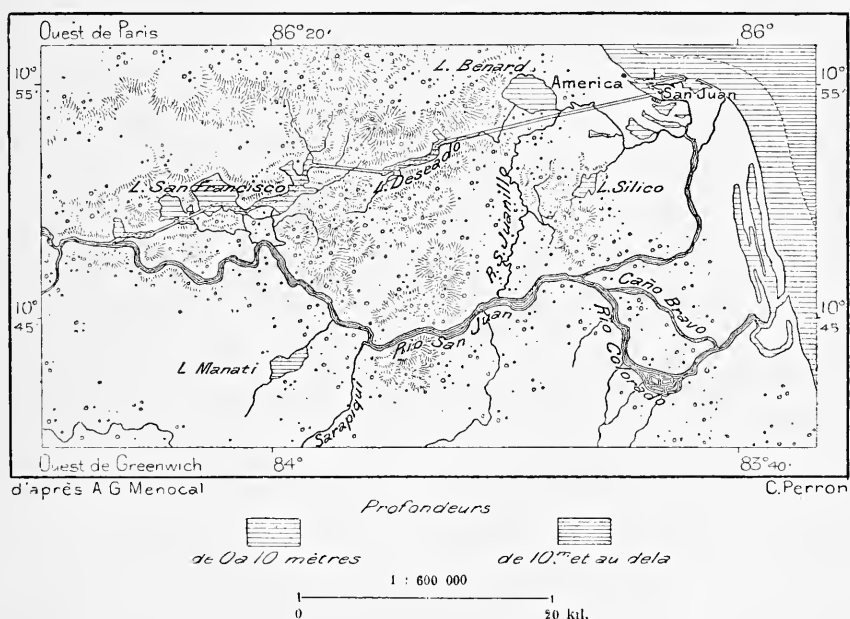 Ouest de Paris
86° 20'
86°
10°
55'
10°
55'
L. Benard
America
San Juan
L. San Francisco
L. Deseado
L. Silico
R. S. Juanillo
10°
45'
10°
45'
Caño Bravo
Rio San Juan
Rio Colorado
L Manati
Sarapiqui
Ouest de Greenwich
84°
83° 40'
d'après A G Menocal
C. Perron
Profondeurs
de 0 a 10 mètres
de 10.m et au dela
1 : 600 000
0
20 kil.